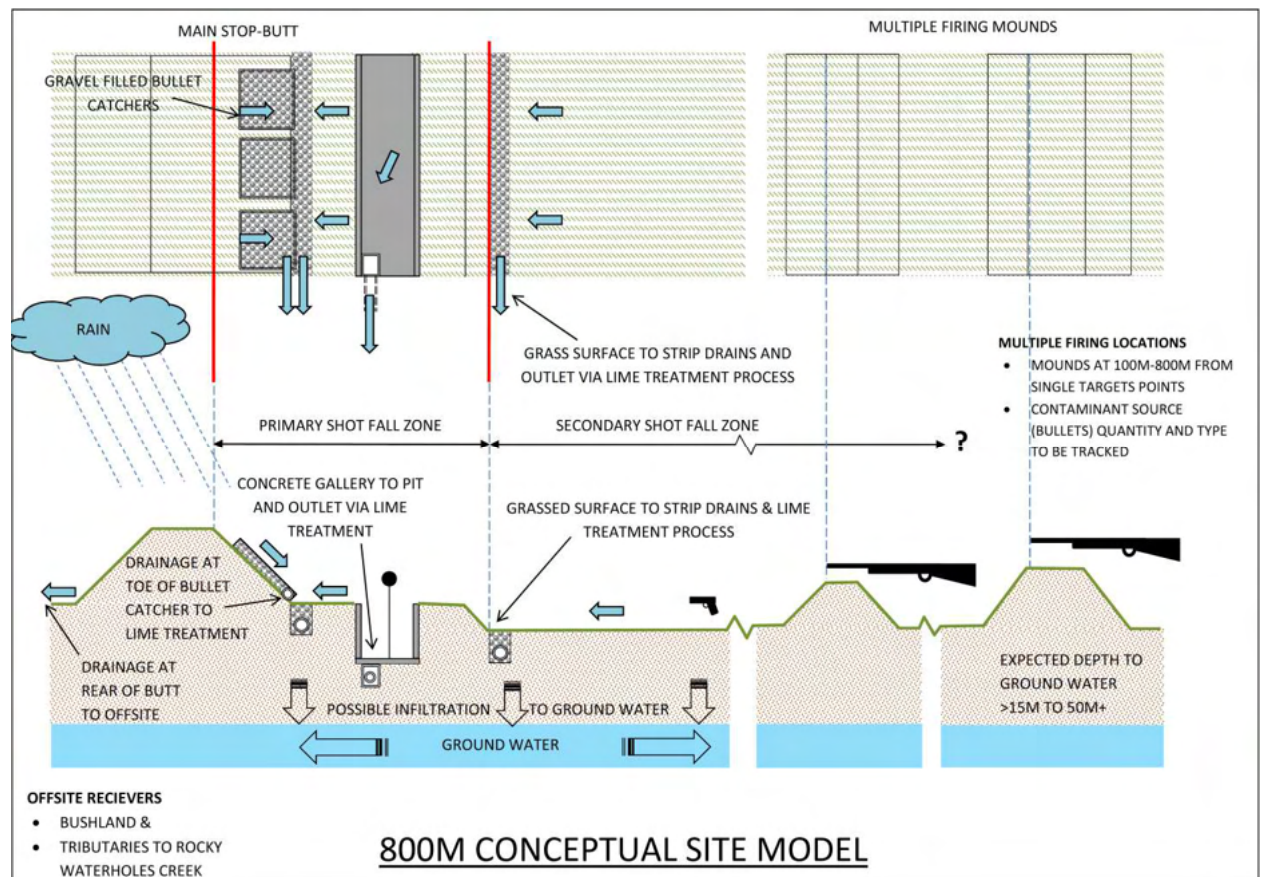 MAIN STOP-BUTT
MULTIPLE FIRING MOUNDS
GRAVEL FILLED BULLET
CATCHERS
RAIN
GRASS SURFACE TO STRIP DRAINS AND
OUTLET VIA LIME TREATMENT PROCESS
MULTIPLE FIRING LOCATIONS
• MOUNDS AT 100M-800M FROM
SINGLE TARGETS POINTS
• CONTAMINANT SOURCE
(BULLETS) QUANTITY AND TYPE
TO BE TRACKED
PRIMARY SHOT FALL ZONE
SECONDARY SHOT FALL ZONE
?
CONCRETE GALLERY TO PIT
AND OUTLET VIA LIME
TREATMENT
GRASSED SURFACE TO STRIP DRAINS & LIME
TREATMENT PROCESS
DRAINAGE AT
TOE OF BULLET
CATCHER TO
LIME TREATMENT
DRAINAGE AT
REAR OF BUTT
TO OFFSITE
EXPECTED DEPTH TO
GROUND WATER
>15M TO 50M+
POSSIBLE INFILTRATION TO GROUND WATER
GROUND WATER
OFFSITE RECIEVERS
• BUSHLAND &
• TRIBUTARIES TO ROCKY
WATERHOLES CREEK
800M CONCEPTUAL SITE MODEL